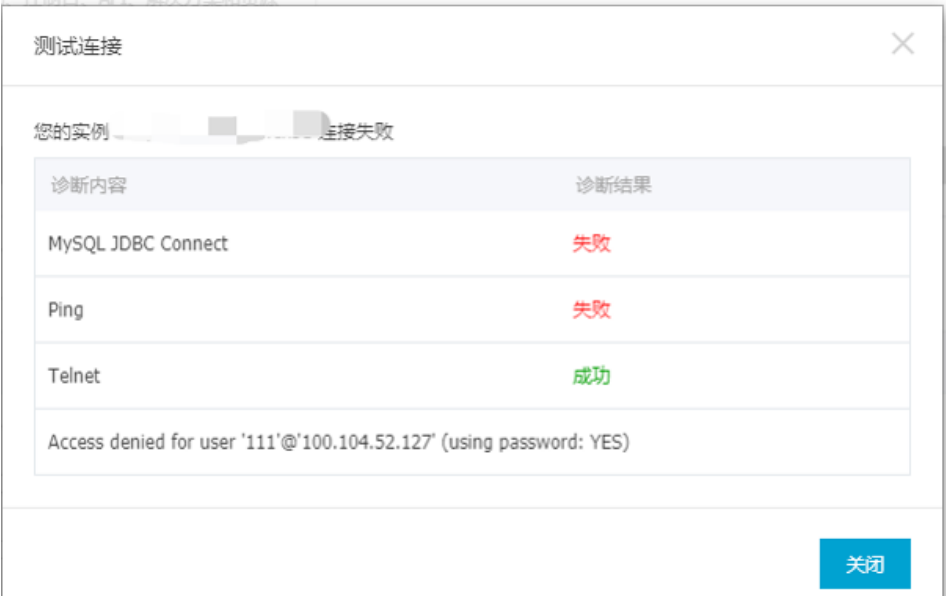 测试连接
您的实例 连接失败
诊断内容 诊断结果
MySQL JDBC Connect 失败
Ping 失败
Telnet 成功
Access denied for user '111'@'100.104.52.127' (using password: YES)
关闭